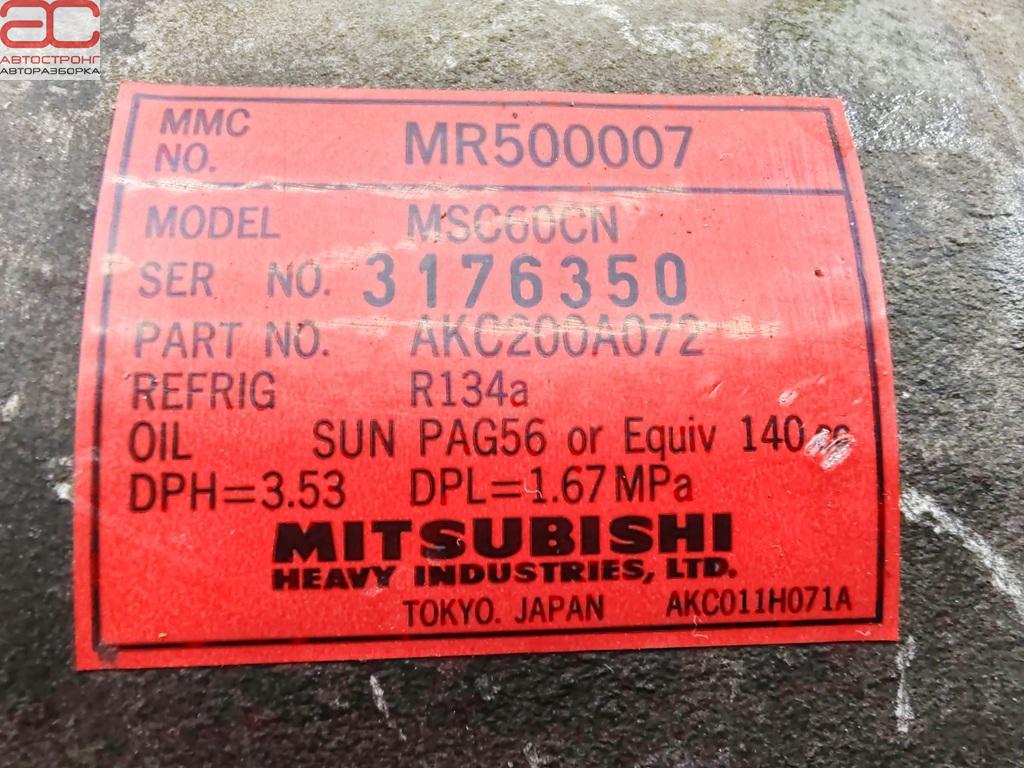 АС
АВТОСТРОНГ
АВТОРАЗБОРКА
MMC NO. MR500007
MODEL MSC60CN
SER NO. 3176350
PART NO. AKC200A072
REFRIG R134a
OIL SUN PAG56 or Equiv 140 cc
DPH=3.53 DPL=1.67 MPa
MITSUBISHI
HEAVY INDUSTRIES, LTD.
TOKYO. JAPAN AKC011H071A